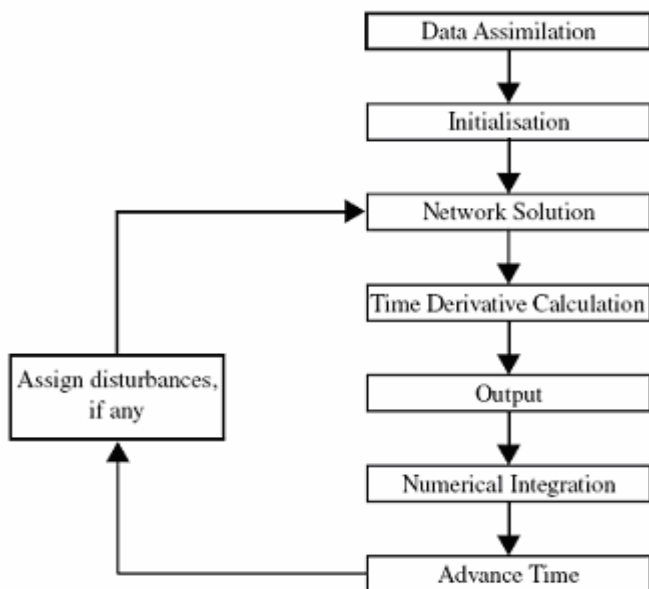 Data Assimilation
Initialisation
Network Solution
Time Derivative Calculation
Assign disturbances,
if any
Output
Numerical Integration
Advance Time